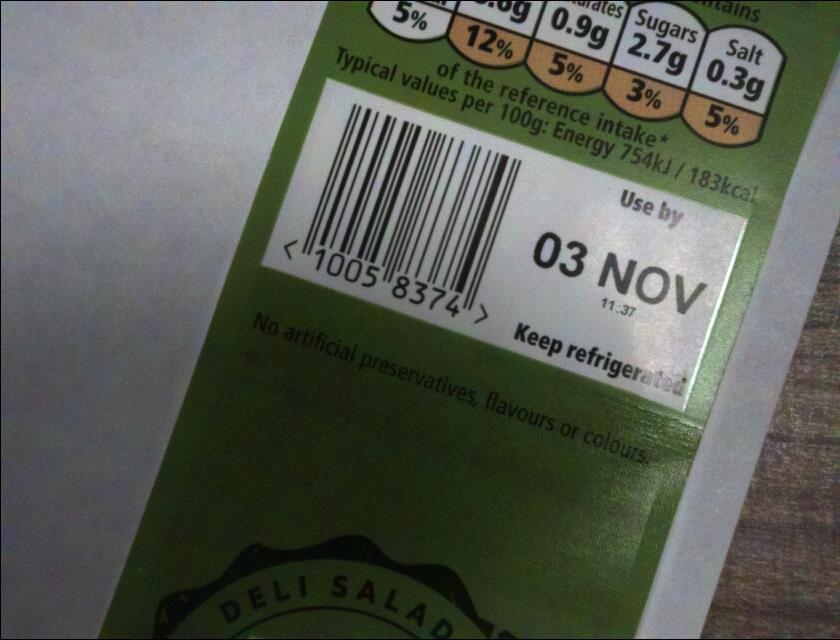 ntains
Sugars
Salt
0.9g
2.7g
0.3g
5%
12%
5%
3%
5%
of the reference intake*
Typical values per 100g: Energy 754kJ / 183kcal
Use by
03 NOV
11:37
< 1005 8374 >
Keep refrigerated
No artificial preservatives, flavours or colours.
DELI SALAD